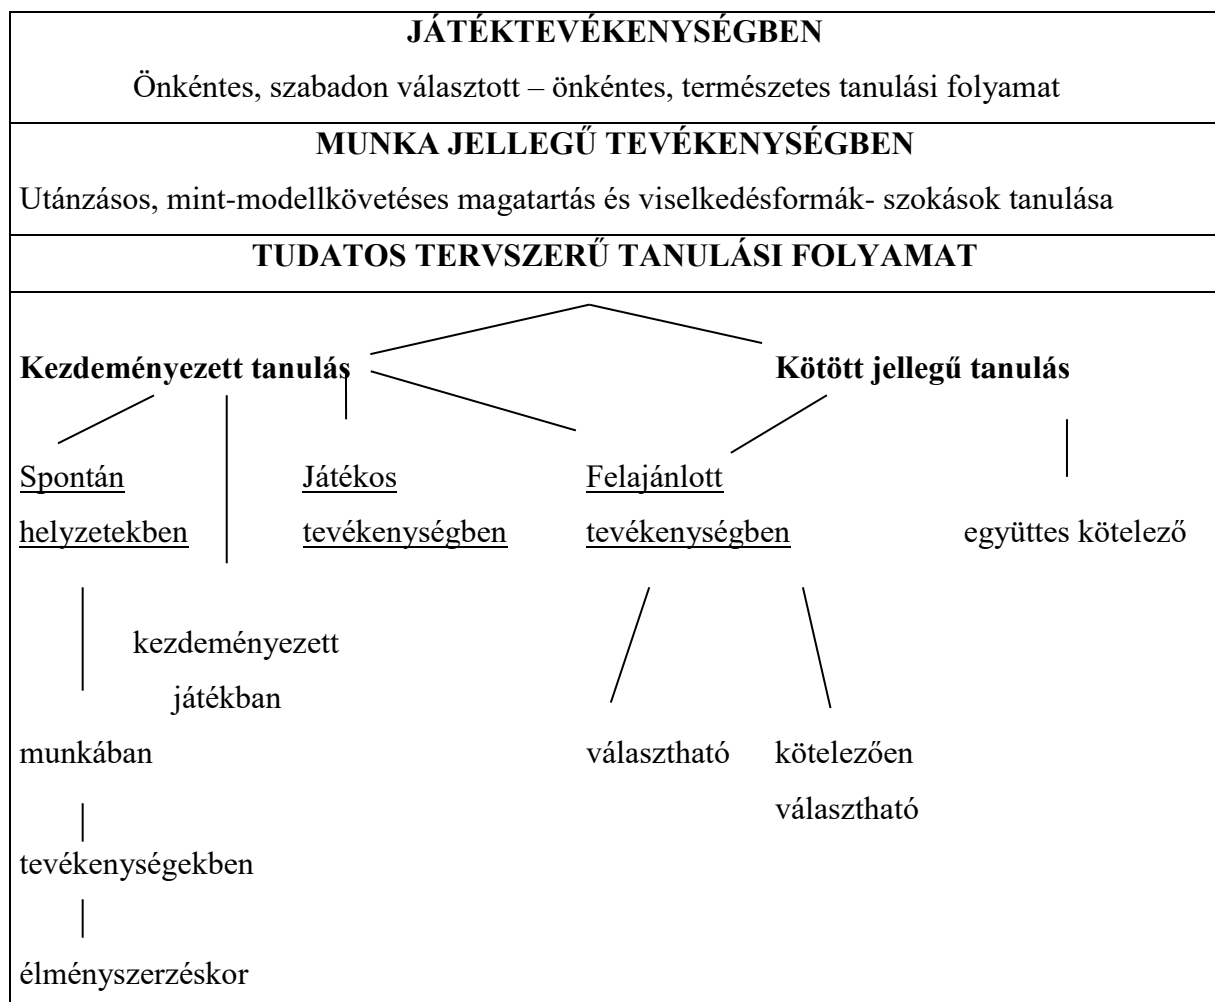 JÁTÉKTEVÉKENYSÉGBEN
Önkéntes, szabadon választott – önkéntes, természetes tanulási folyamat
MUNKA JELLEGŰ TEVÉKENYSÉGBEN
Utánzásos, mint-modellkövetéses magatartás és viselkedésformák- szokások tanulása
TUDATOS TERVSZERŰ TANULÁSI FOLYAMAT
Kezdeményezett tanulás Kötött jellegű tanulás
Spontán Játékos Felajánlott
helyzetekben tevékenységben tevékenységben együttes kötelező
kezdeményezett
játékban
munkában választható kötelezően
választható
tevékenységekben
élményszerzéskor